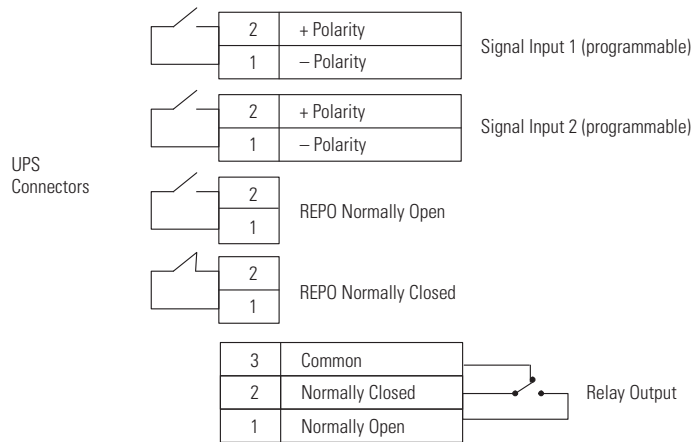 2 + Polarity
1 – Polarity
Signal Input 1 (programmable)
2 + Polarity
1 – Polarity
Signal Input 2 (programmable)
UPS
Connectors
2
1
REPO Normally Open
2
1
REPO Normally Closed
3 Common
2 Normally Closed
1 Normally Open
Relay Output